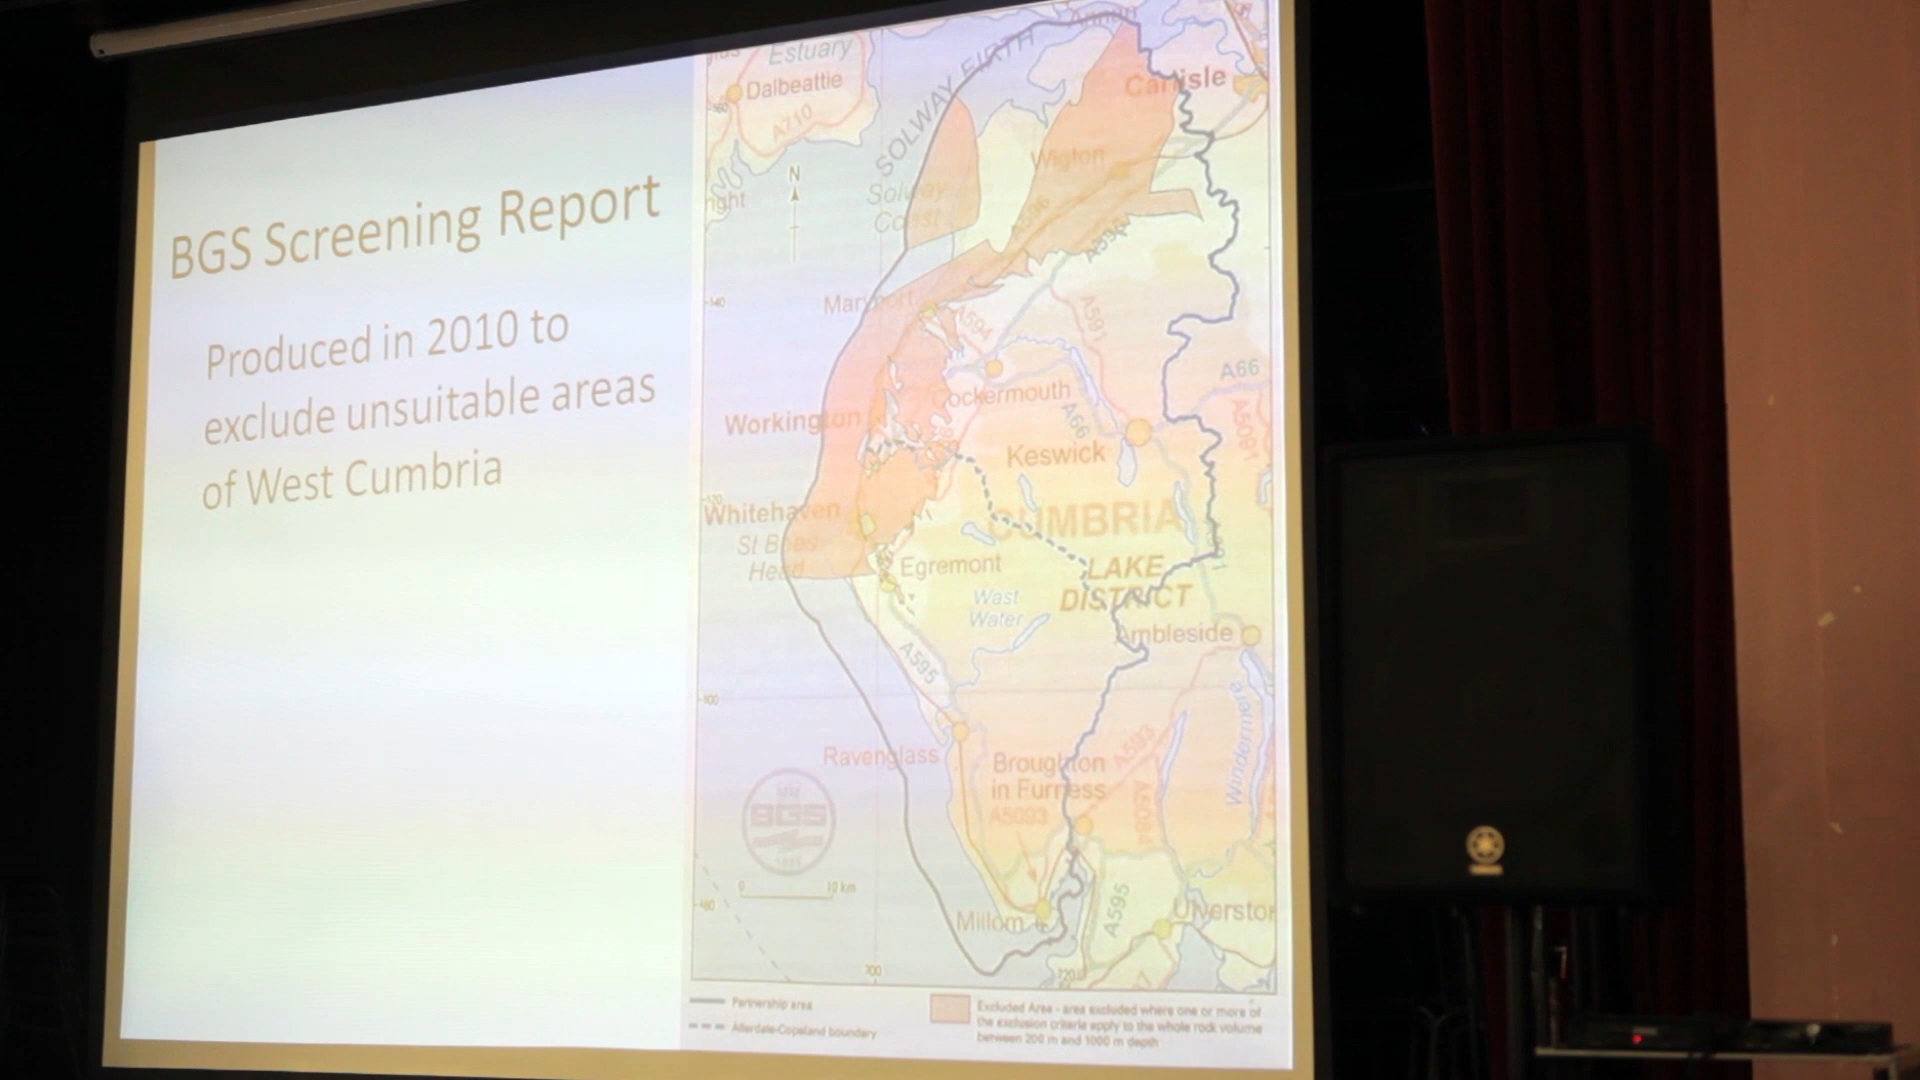 BGS Screening Report
Produced in 2010 to
exclude unsuitable areas
of West Cumbria
Estuary
Dalbeattie
A710
SOLWAY FIRTH
Annan
Carlisle
Wigton
N
Solway
Coast
A596
A595
Maryport
A594
A591
A66
Cockermouth
A66
A5091
Workington
Keswick
Whitehaven
CUMBRIA
St Bees
Head
Egremont
LAKE
DISTRICT
A591
Wast
Water
Ambleside
A595
Windermere
Ravenglass
Broughton
in Furness
A593
A5084
A5093
BGS
0 10 km
Millom
A595
Ulverston
Partnership area
Allerdale-Copeland boundary
Excluded Area - area excluded where one or more of
the exclusion criteria apply to the whole rock volume
between 200 m and 1000 m depth